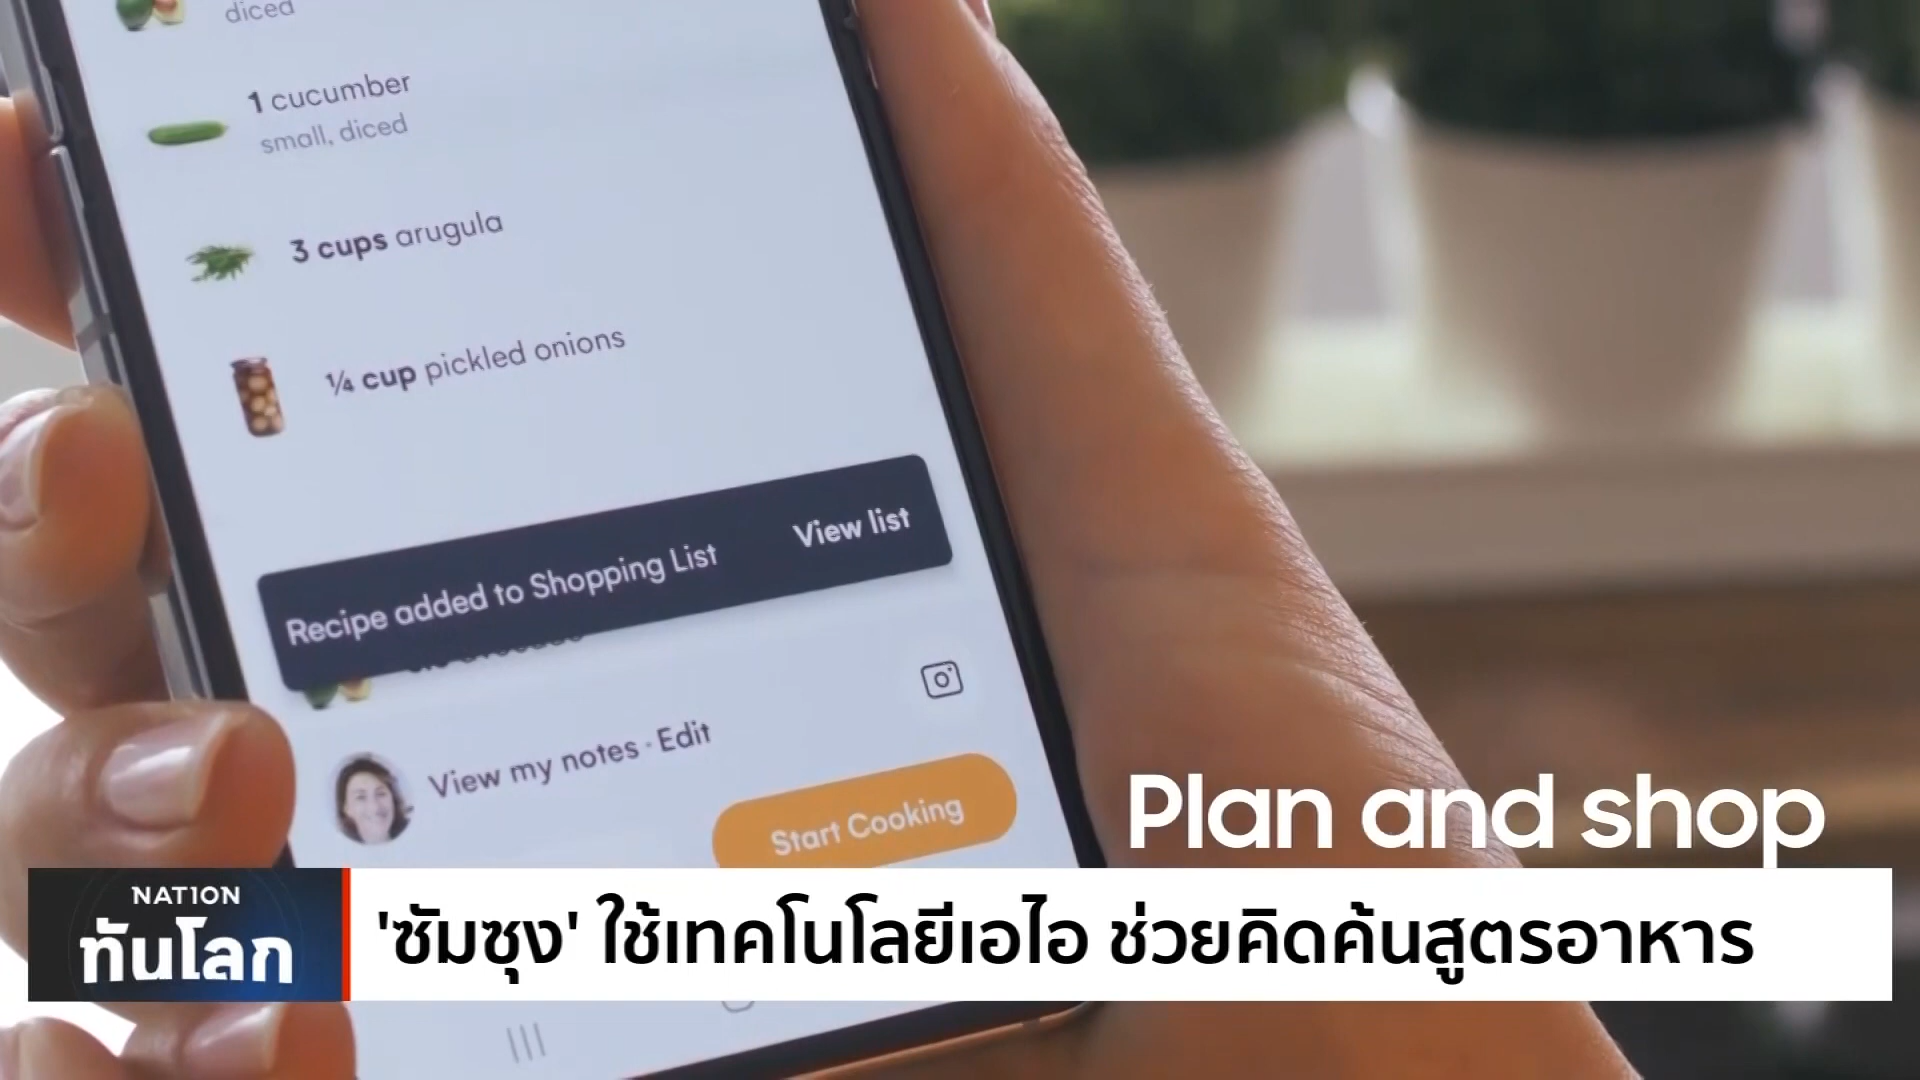 diced
1 cucumber
small, diced
3 cups arugula
¼ cup pickled onions
Recipe added to Shopping List
View list
View my notes · Edit
Start Cooking
Plan and shop
NATION
ทันโลก
'ซัมซุง' ใช้เทคโนโลยีเอไอ ช่วยคิดค้นสูตรอาหาร